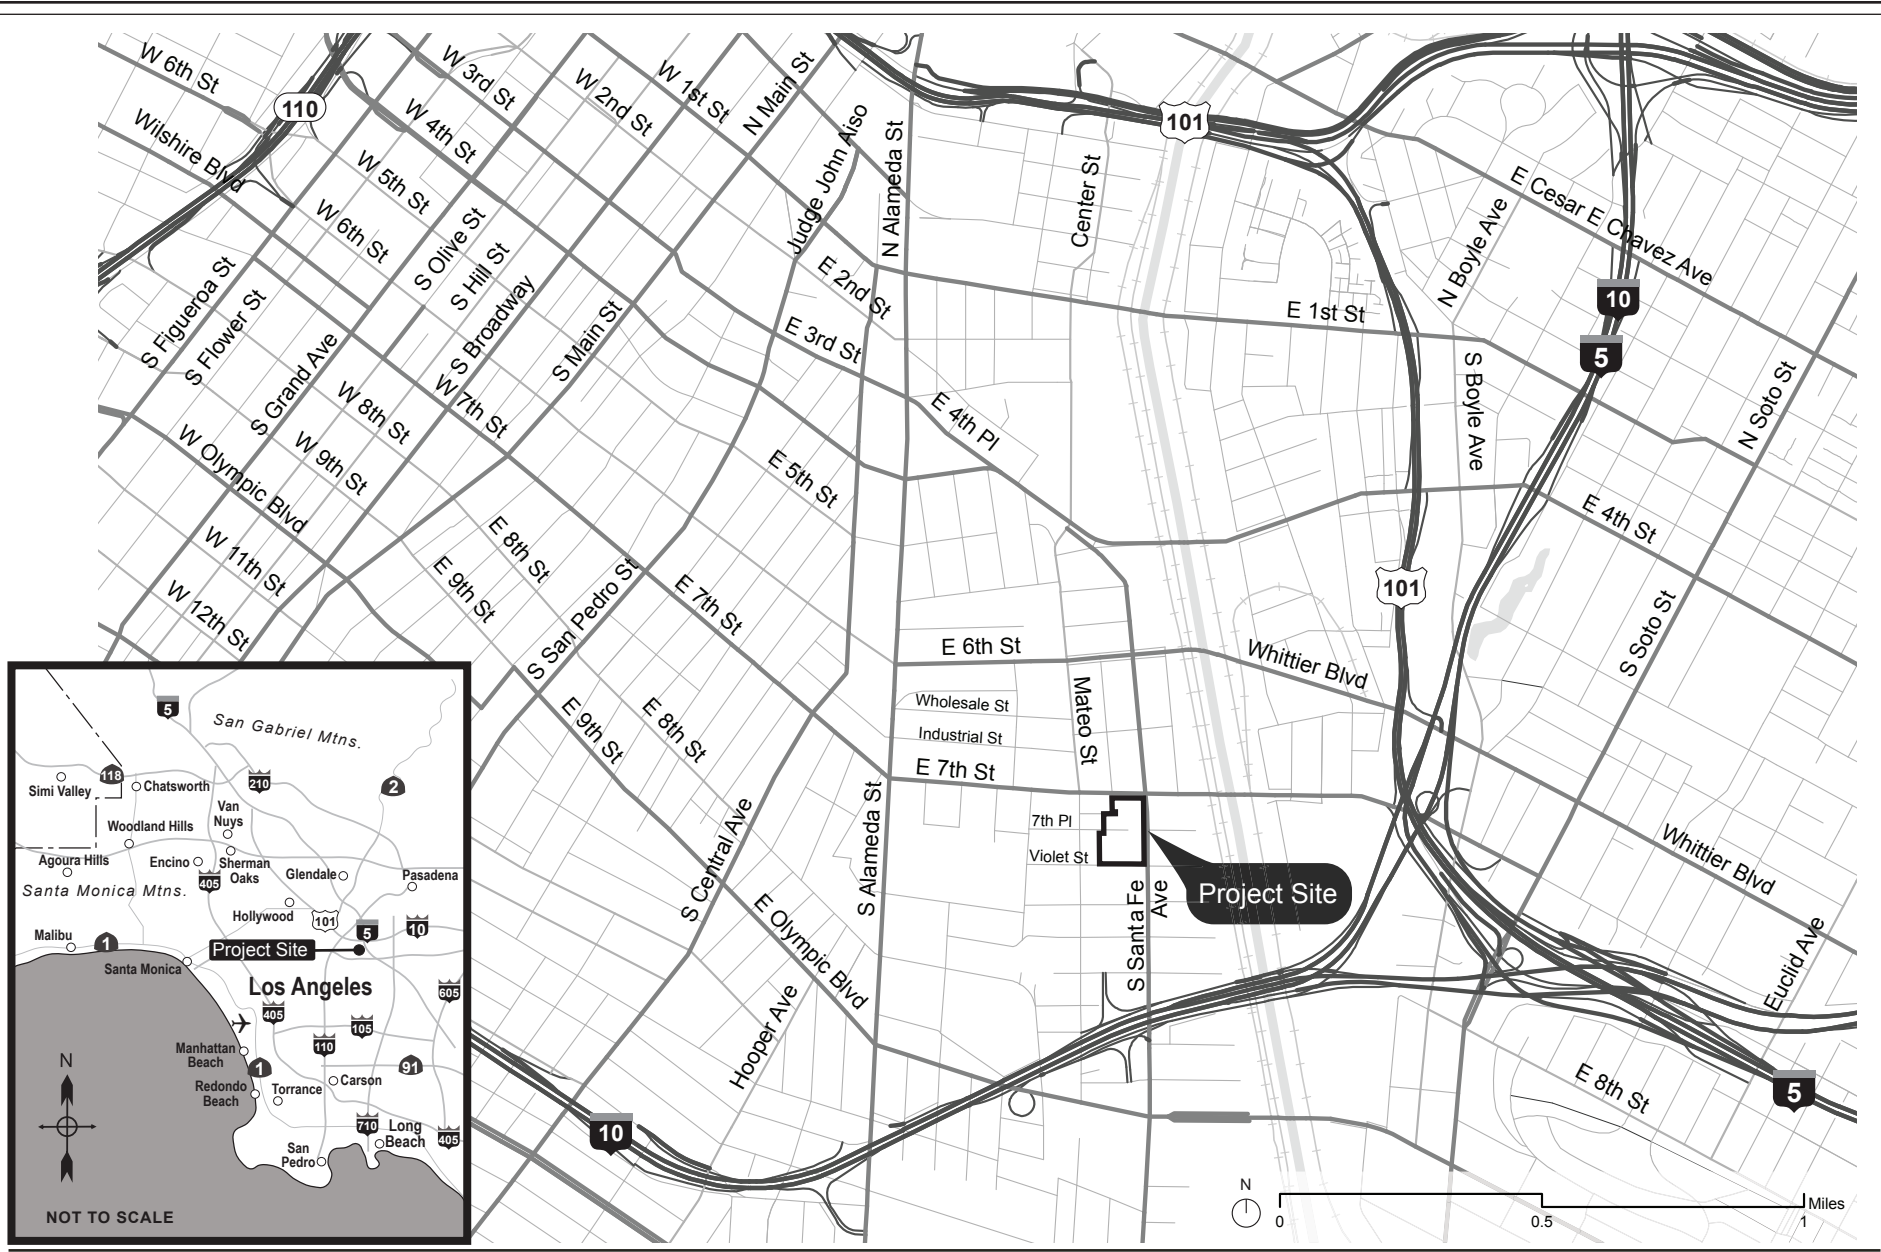 W 6th St
110
Wilshire Blvd
W 3rd St
W 4th St
W 2nd St
W 1st St
N Main St
Judge John Aiso
N Alameda St
101
Center St
E Cesar E Chavez Ave
N Boyle Ave
10
5
W 5th St
W 6th St
S Olive St
S Hill St
S Broadway
S Figueroa St
S Flower St
S Grand Ave
S Main St
E 2nd St
E 3rd St
E 1st St
S Boyle Ave
N Soto St
W 7th St
W 8th St
W 9th St
W Olympic Blvd
W 11th St
W 12th St
E 4th Pl
E 5th St
E 4th St
101
E 8th St
E 9th St
S San Pedro St
E 7th St
E 6th St
Whittier Blvd
S Soto St
E 9th St
E 8th St
Wholesale St
Industrial St
Mateo St
E 7th St
7th Pl
Violet St
Project Site
S Santa Fe
Ave
S Alameda St
S Central Ave
E Olympic Blvd
Hooper Ave
Whittier Blvd
Euclid Ave
E 8th St
5
10
N
0
0.5
1
Miles
5
San Gabriel Mtns.
118
Simi Valley
Chatsworth
210
2
Van
Nuys
Woodland Hills
Agoura Hills
Encino
Sherman
Oaks
405
Glendale
Pasadena
Santa Monica Mtns.
Hollywood
101
5
10
Malibu
1
Project Site
Santa Monica
Los Angeles
605
405
105
110
Manhattan
Beach
1
91
Redondo
Beach
Torrance
Carson
710
Long
Beach
405
San
Pedro
N
NOT TO SCALE